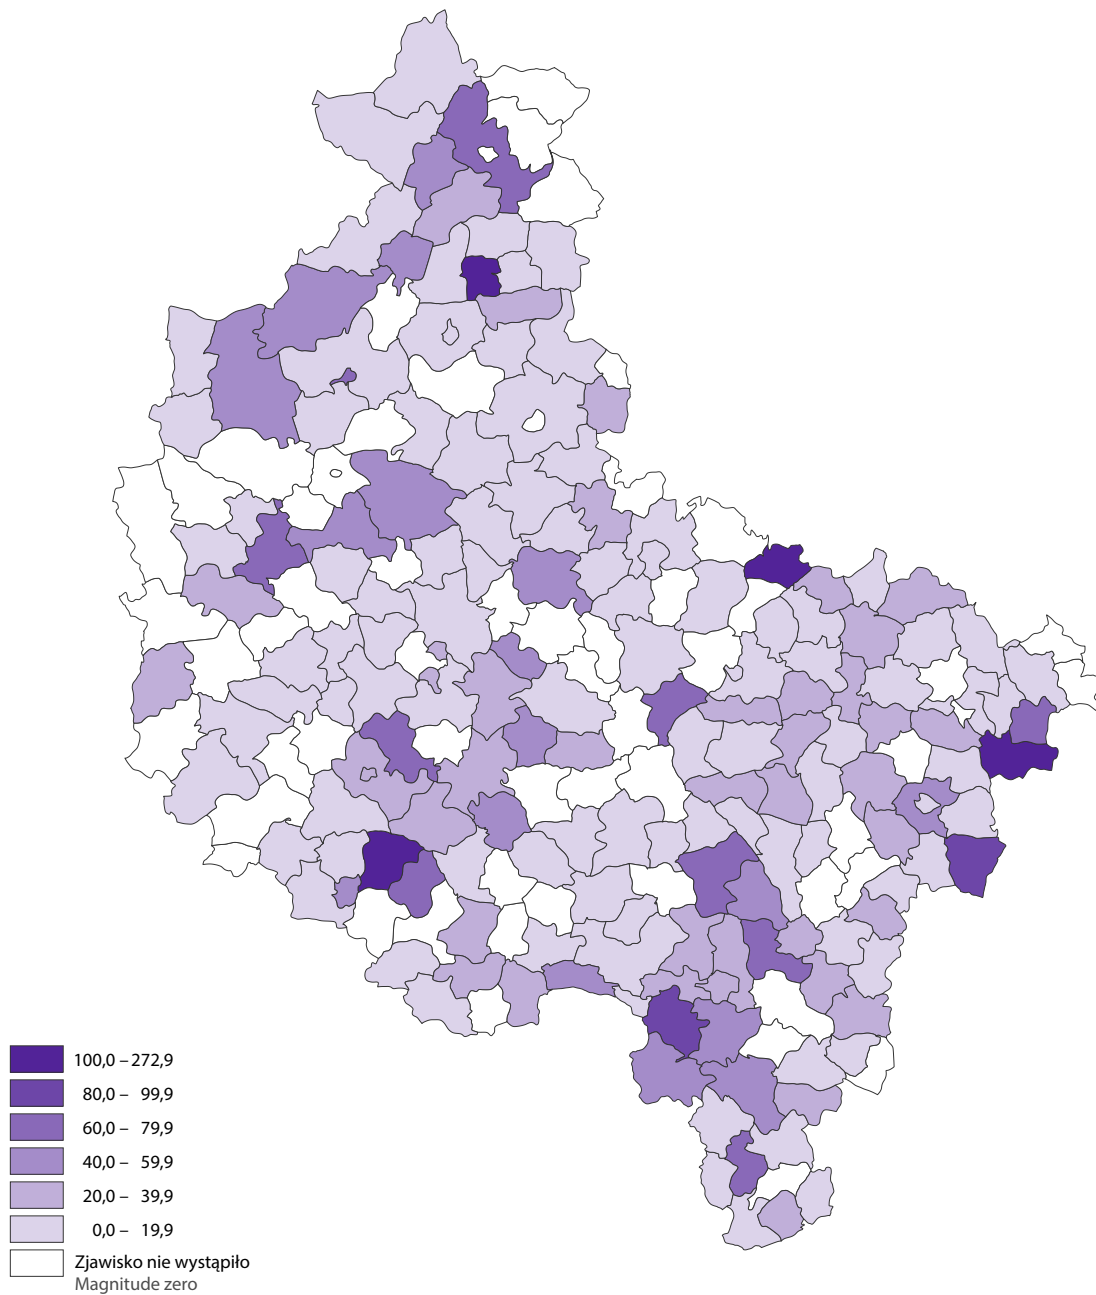 100,0 – 272,9
80,0 – 99,9
60,0 – 79,9
40,0 – 59,9
20,0 – 39,9
0,0 – 19,9
Zjawisko nie wystąpiło
Magnitude zero